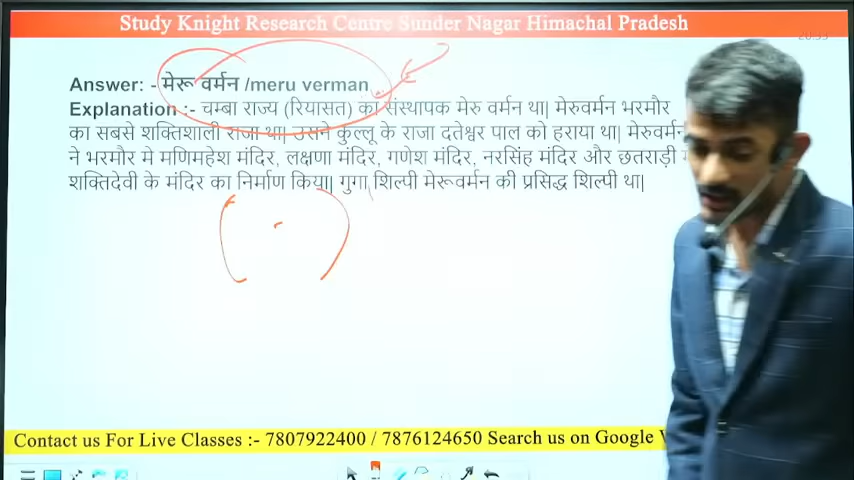 Study Knight Research Centre Sunder Nagar Himachal Pradesh
20:55
Answer: - मेरू वर्मन /meru verman
Explanation :- चम्बा राज्य (रियासत) का संस्थापक मेरु वर्मन था| मेरुवर्मन भरमौर
का सबसे शक्तिशाली राजा था| उसने कुल्लू के राजा दतेश्वर पाल को हराया था| मेरुवर्मन
ने भरमौर मे मणिमहेश मंदिर, लक्षणा मंदिर, गणेश मंदिर, नरसिंह मंदिर और छतराड़ी
शक्तिदेवी के मंदिर का निर्माण किया| गुगा शिल्पी मेरूवर्मन की प्रसिद्ध शिल्पी था|
Contact us For Live Classes :- 7807922400 / 7876124650 Search us on Google